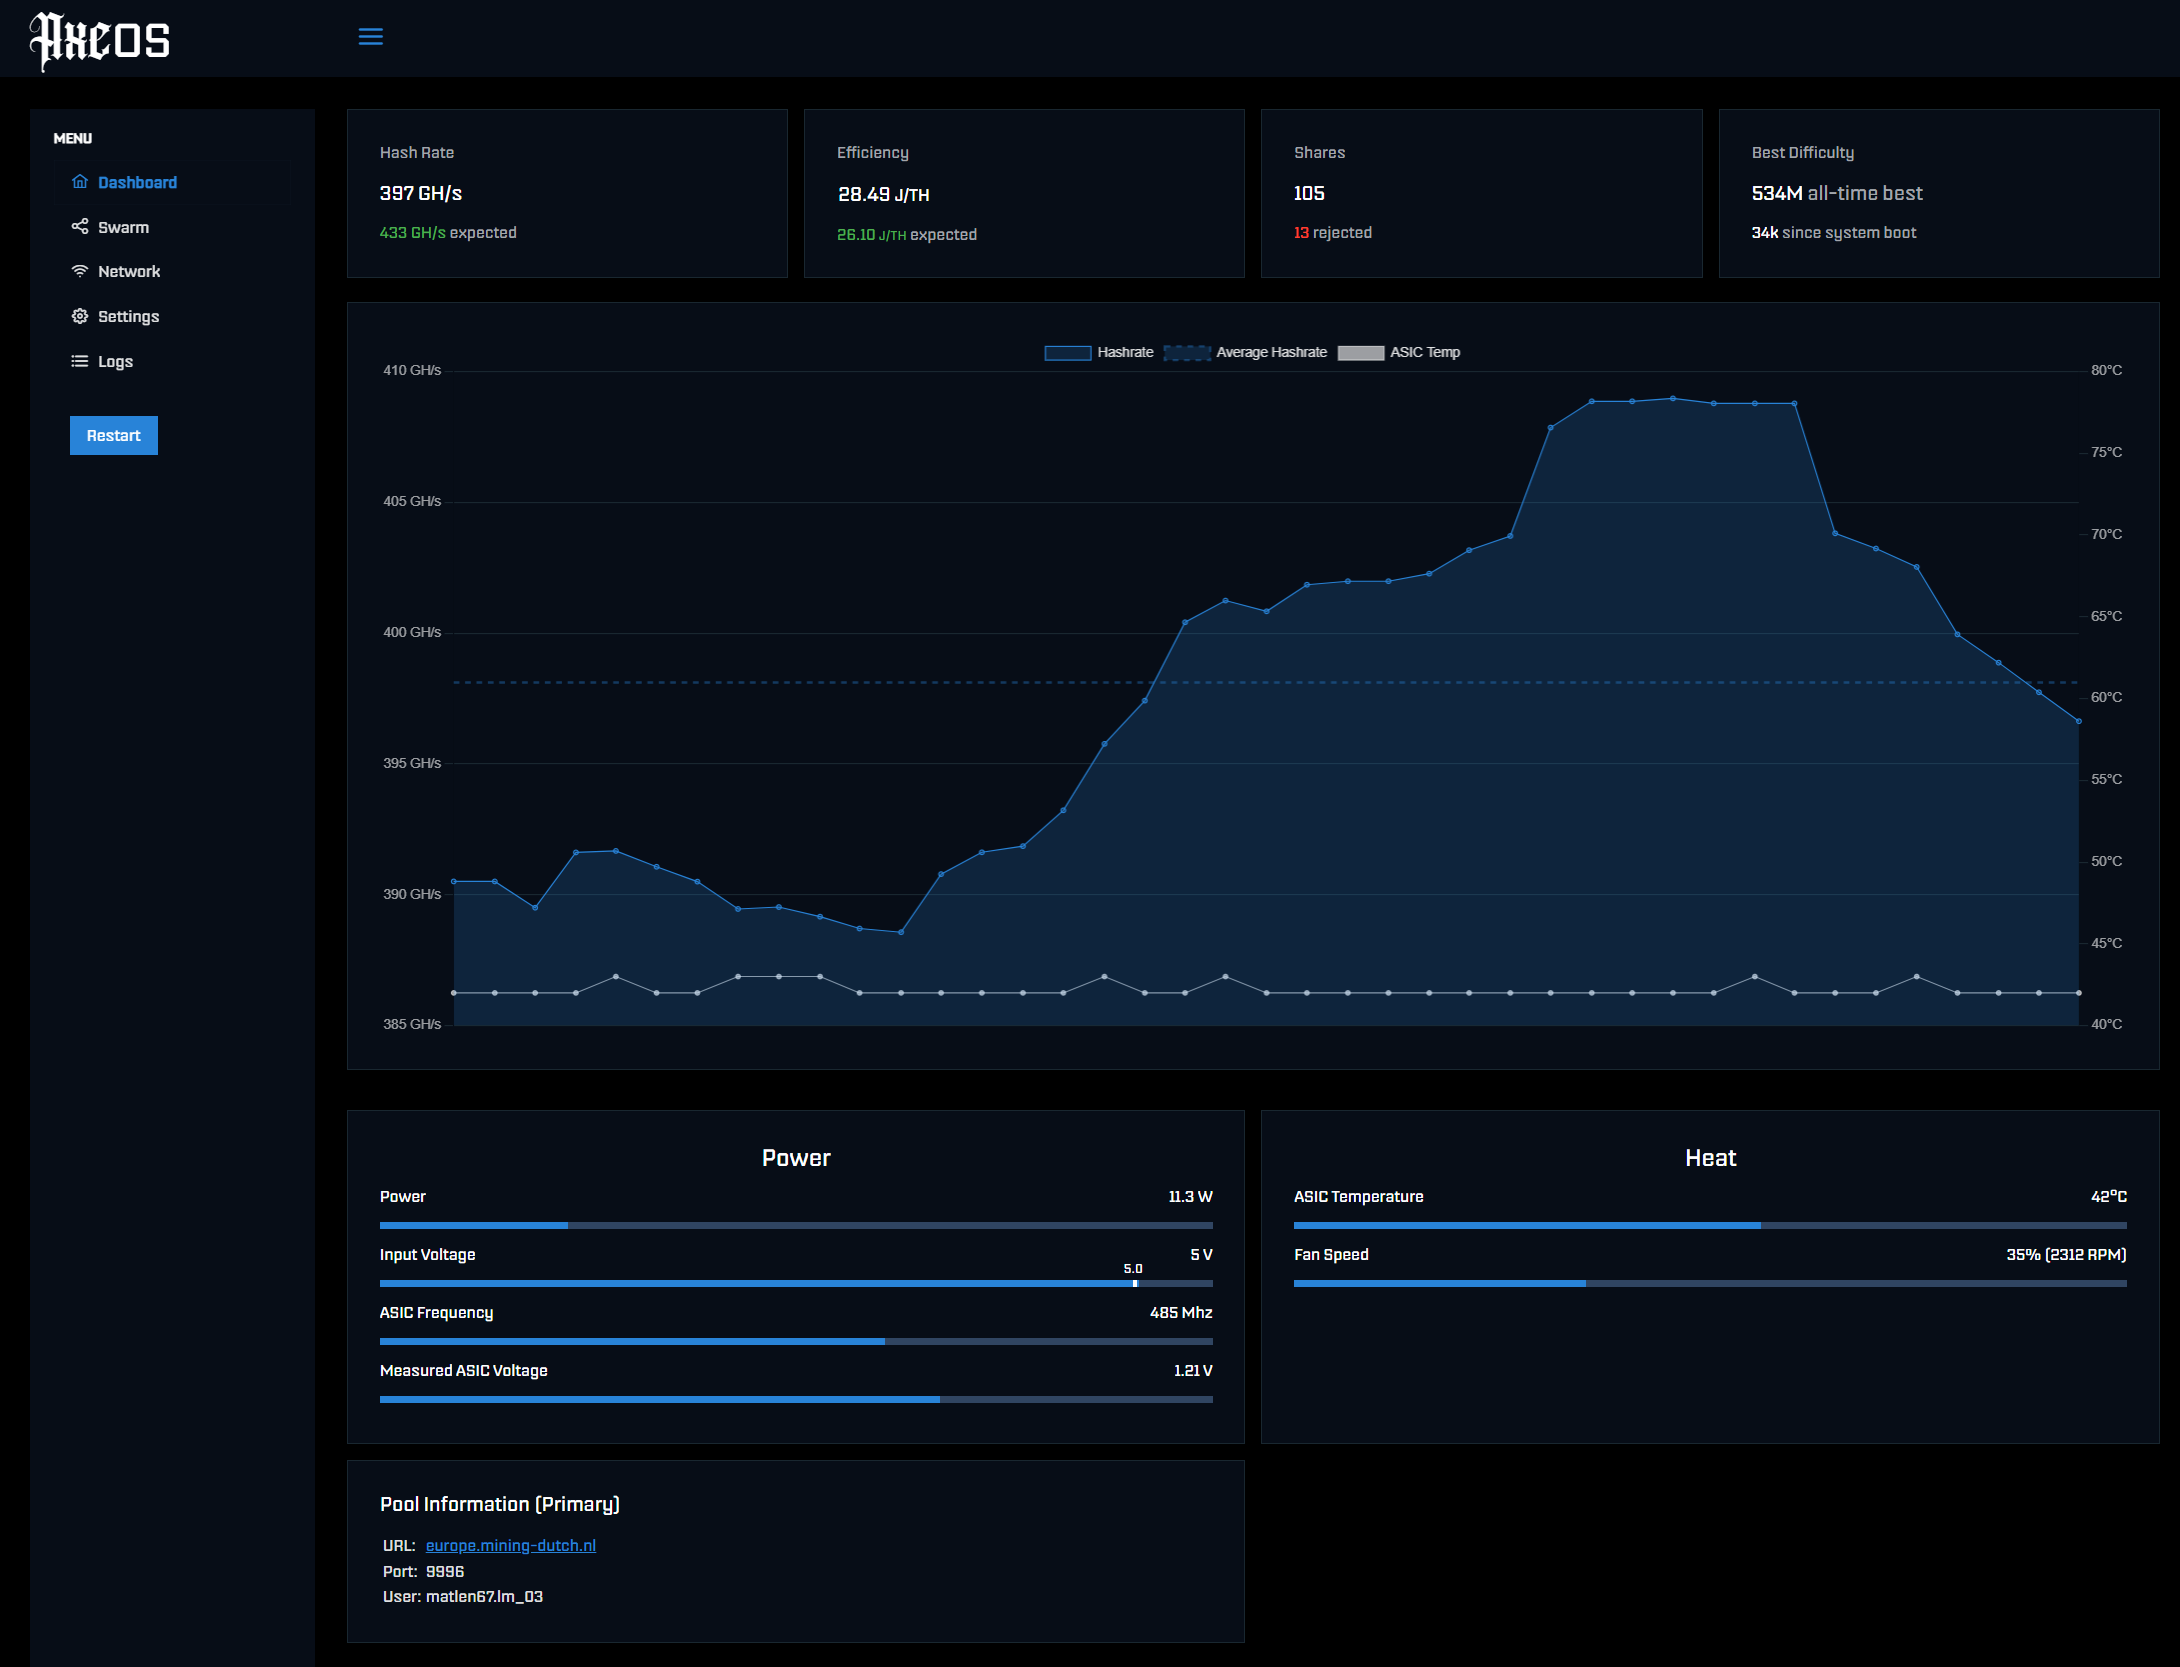 AxeOS
MENU
Dashboard
Swarm
Network
Settings
Logs
Restart
Hash Rate
397 GH/s
433 GH/s expected
Efficiency
28.49 J/TH
26.10 J/TH expected
Shares
105
13 rejected
Best Difficulty
534M all-time best
34k since system boot
Hashrate Average Hashrate ASIC Temp
410 GH/s
405 GH/s
400 GH/s
395 GH/s
390 GH/s
385 GH/s
80°C
75°C
70°C
65°C
60°C
55°C
50°C
45°C
40°C
Power
Power 11.3 W
Input Voltage 5 V
5.0
ASIC Frequency 485 Mhz
Measured ASIC Voltage 1.21 V
Heat
ASIC Temperature 42°C
Fan Speed 35% (2312 RPM)
Pool Information (Primary)
URL: europe.mining-dutch.nl
Port: 9996
User: matlen67.lm_03